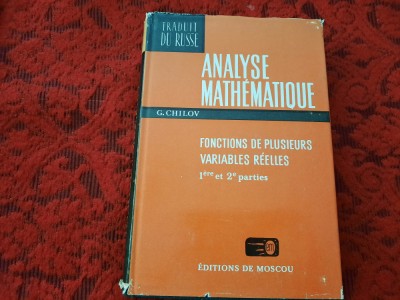 TRADUIT
DU RUSSE
ANALYSE
MATHÉMATIQUE
G. CHILOV
FONCTIONS DE PLUSIEURS
VARIABLES RÉELLES
1ère et 2e parties
ÉDITIONS DE MOSCOU